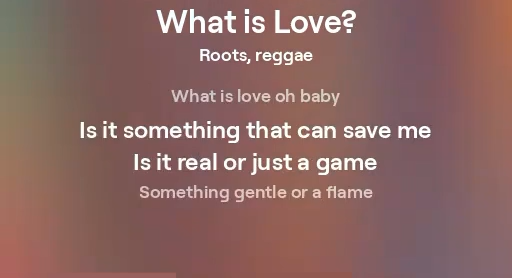 What is Love?
Roots, reggae
What is love oh baby
Is it something that can save me
Is it real or just a game
Something gentle or a flame